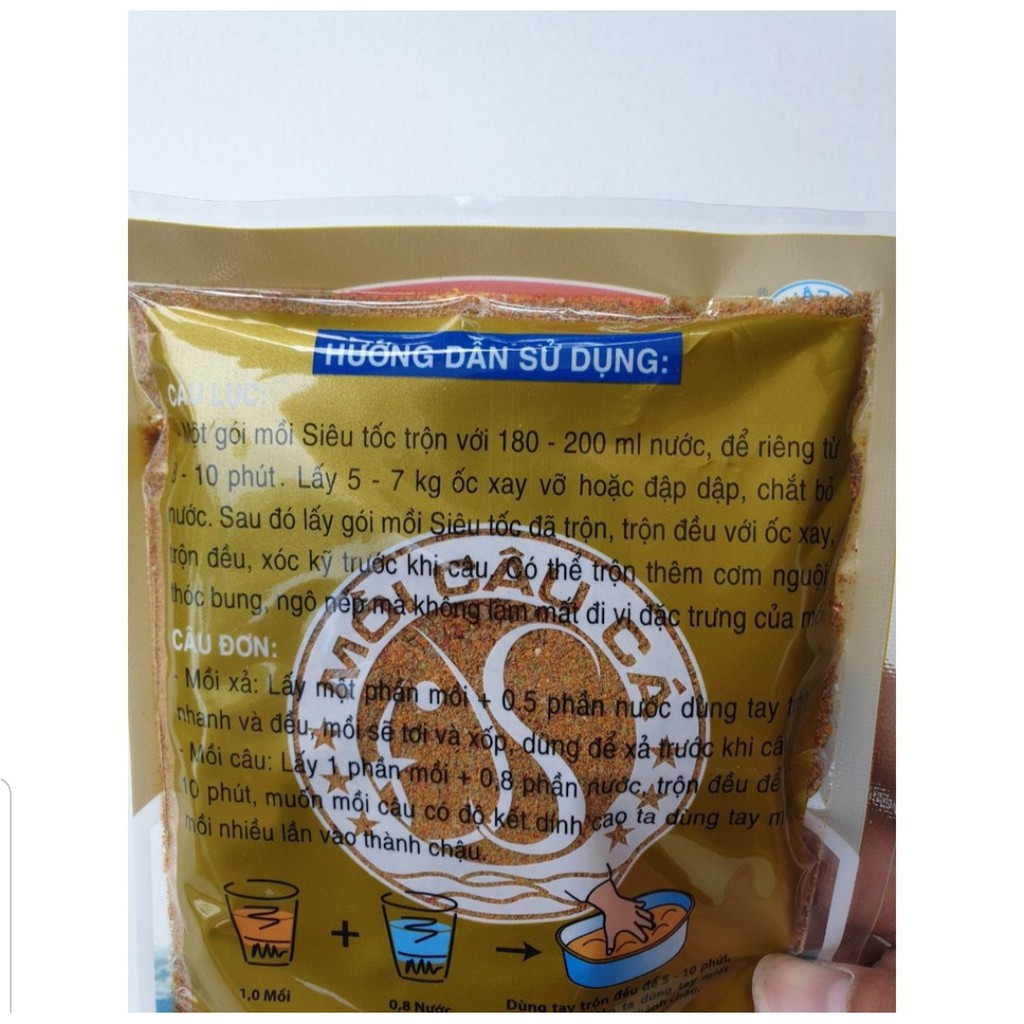 HƯỚNG DẪN SỬ DỤNG:
CÂU LỤC:
- Một gói mồi Siêu tốc trộn với 180 - 200 ml nước, để riêng từ
- 10 phút. Lấy 5 - 7 kg ốc xay vỡ hoặc đập dập, chắt bỏ
nước. Sau đó lấy gói mồi Siêu tốc đã trộn, trộn đều với ốc xay,
trộn đều, xóc kỹ trước khi câu. Có thể trộn thêm cơm nguội
thóc bung, ngô nếp mà không làm mất đi vị đặc trưng của
MỒI CÂU CÁ
CÂU ĐƠN:
- Mồi xả: Lấy một phần mồi + 0.5 phần nước dùng tay
nhanh và đều, mồi sẽ tơi và xốp, dùng để xả trước khi
- Mồi câu: Lấy 1 phần mồi + 0,8 phần nước, trộn đều để
10 phút, muốn mồi câu có độ kết dính cao ta dùng tay
mồi nhiều lần vào thành chậu.
+
→
1,0 Mồi
0,8 Nước
Dùng tay trộn đều để 5 - 10 phút,
ta dùng tay miết
thành chậu.